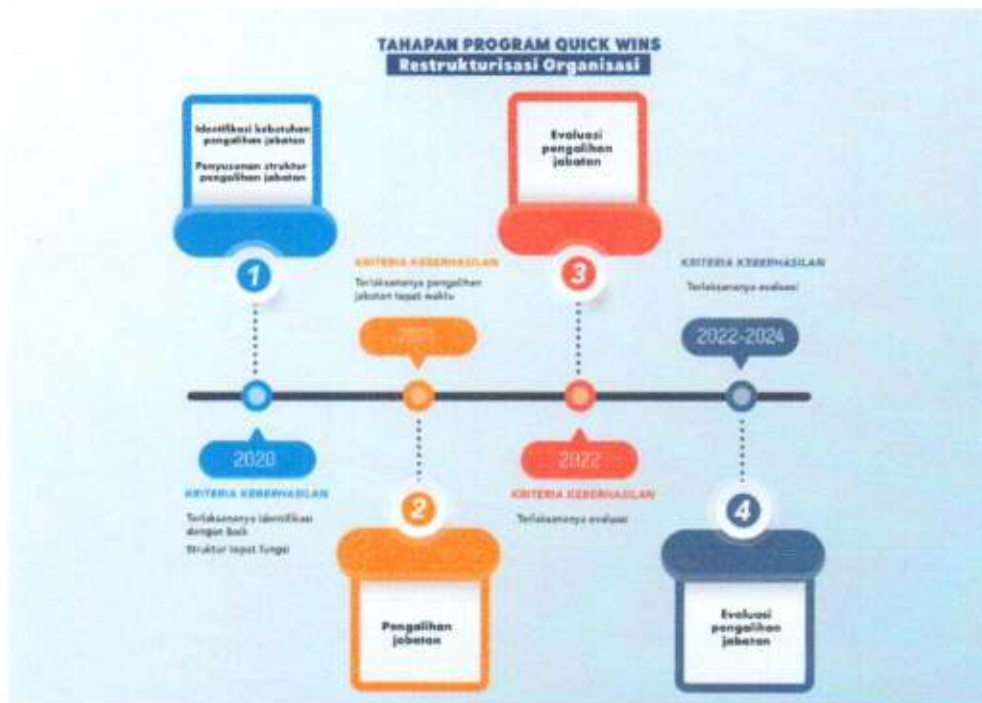 TAHAPAN PROGRAM QUICK WINS
Restrukturisasi Organisasi
Identifikasi kebutuhan
pengalihan jabatan
Penyusunan struktur
pengalihan jabatan
1
2020
KRITERIA KEBERHASILAN
Terlaksananya identifikasi
dengan baik
Struktur tepat fungsi
KRITERIA KEBERHASILAN
Terlaksananya pengalihan
jabatan tepat waktu
2021
2
Pengalihan
jabatan
Evaluasi
pengalihan
jabatan
3
2022
KRITERIA KEBERHASILAN
Terlaksananya evaluasi
KRITERIA KEBERHASILAN
Terlaksananya evaluasi
2022-2024
4
Evaluasi
pengalihan
jabatan